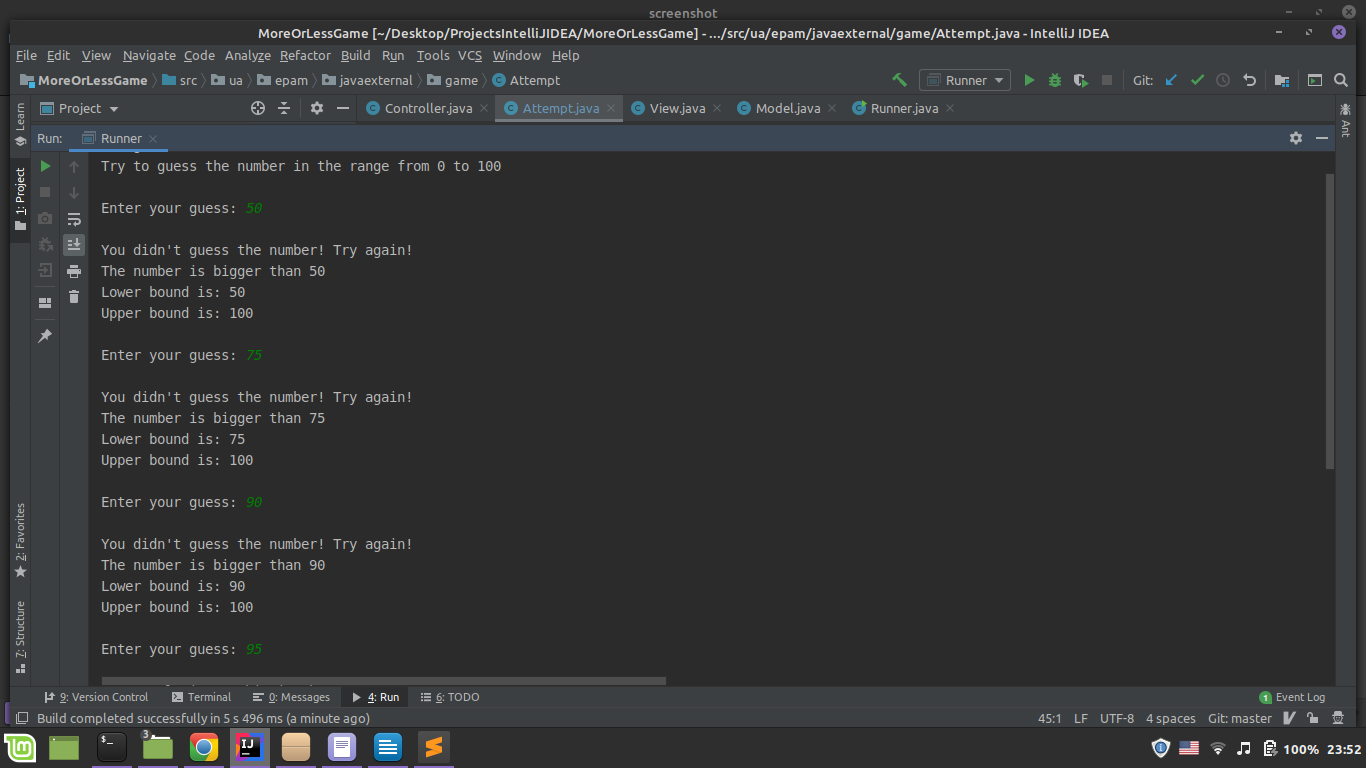 screenshot
MoreOrLessGame [~/Desktop/ProjectsIntelliJIDEA/MoreOrLessGame] - .../src/ua/epam/javaexternal/game/Attempt.java - IntelliJ IDEA
File Edit View Navigate Code Analyze Refactor Build Run Tools VCS Window Help
MoreOrLessGame src ua epam javaexternal game Attempt Runner Git:
Learn
Project Controller.java Attempt.java View.java Model.java Runner.java
Ant
Run: Runner
1: Project
Try to guess the number in the range from 0 to 100
Enter your guess: 50
You didn't guess the number! Try again!
The number is bigger than 50
Lower bound is: 50
Upper bound is: 100
Enter your guess: 75
You didn't guess the number! Try again!
The number is bigger than 75
Lower bound is: 75
Upper bound is: 100
Enter your guess: 90
You didn't guess the number! Try again!
The number is bigger than 90
Lower bound is: 90
Upper bound is: 100
Enter your guess: 95
2: Favorites
7: Structure
9: Version Control Terminal 0: Messages 4: Run 6: TODO 1 Event Log
Build completed successfully in 5 s 496 ms (a minute ago) 45:1 LF UTF-8 4 spaces Git: master
$_ 3 IJ 100% 23:52